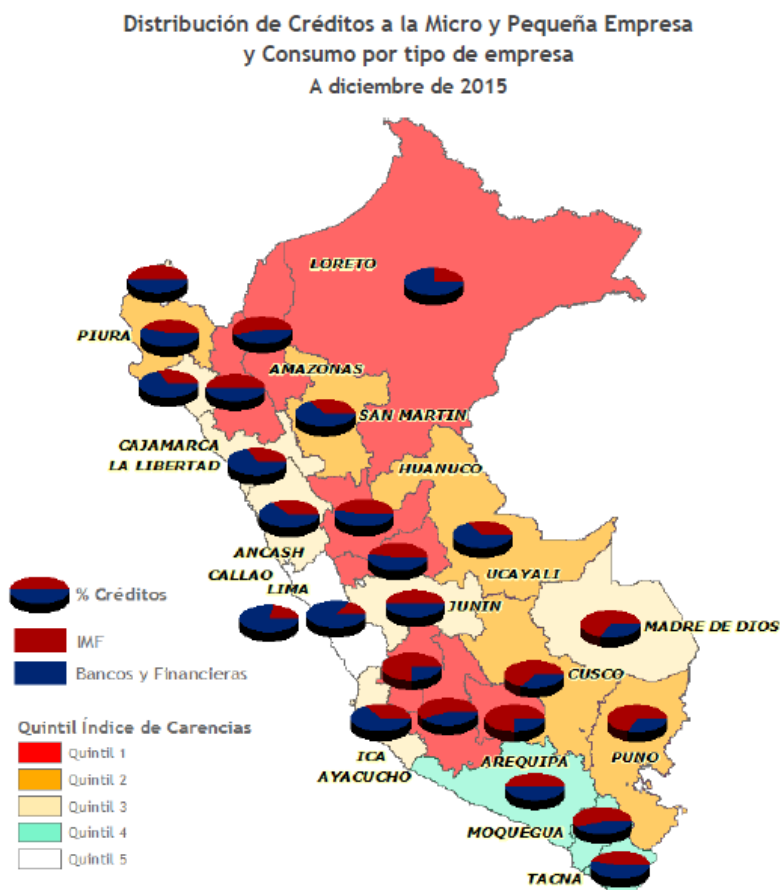 Distribución de Créditos a la Micro y Pequeña Empresa
y Consumo por tipo de empresa
A diciembre de 2015
LORETO
PIURA
AMAZONAS
SAN MARTIN
CAJAMARCA
LA LIBERTAD
HUANUCO
ANCASH
UCAYALI
CALLAO
LIMA
% Créditos
JUNIN
MADRE DE DIOS
IMF
Bancos y Financieras
CUSCO
Quintil Índice de Carencias
Quintil 1
ICA
AREQUIPA
PUNO
AYACUCHO
Quintil 2
Quintil 3
Quintil 4
MOQUEGUA
Quintil 5
TACNA